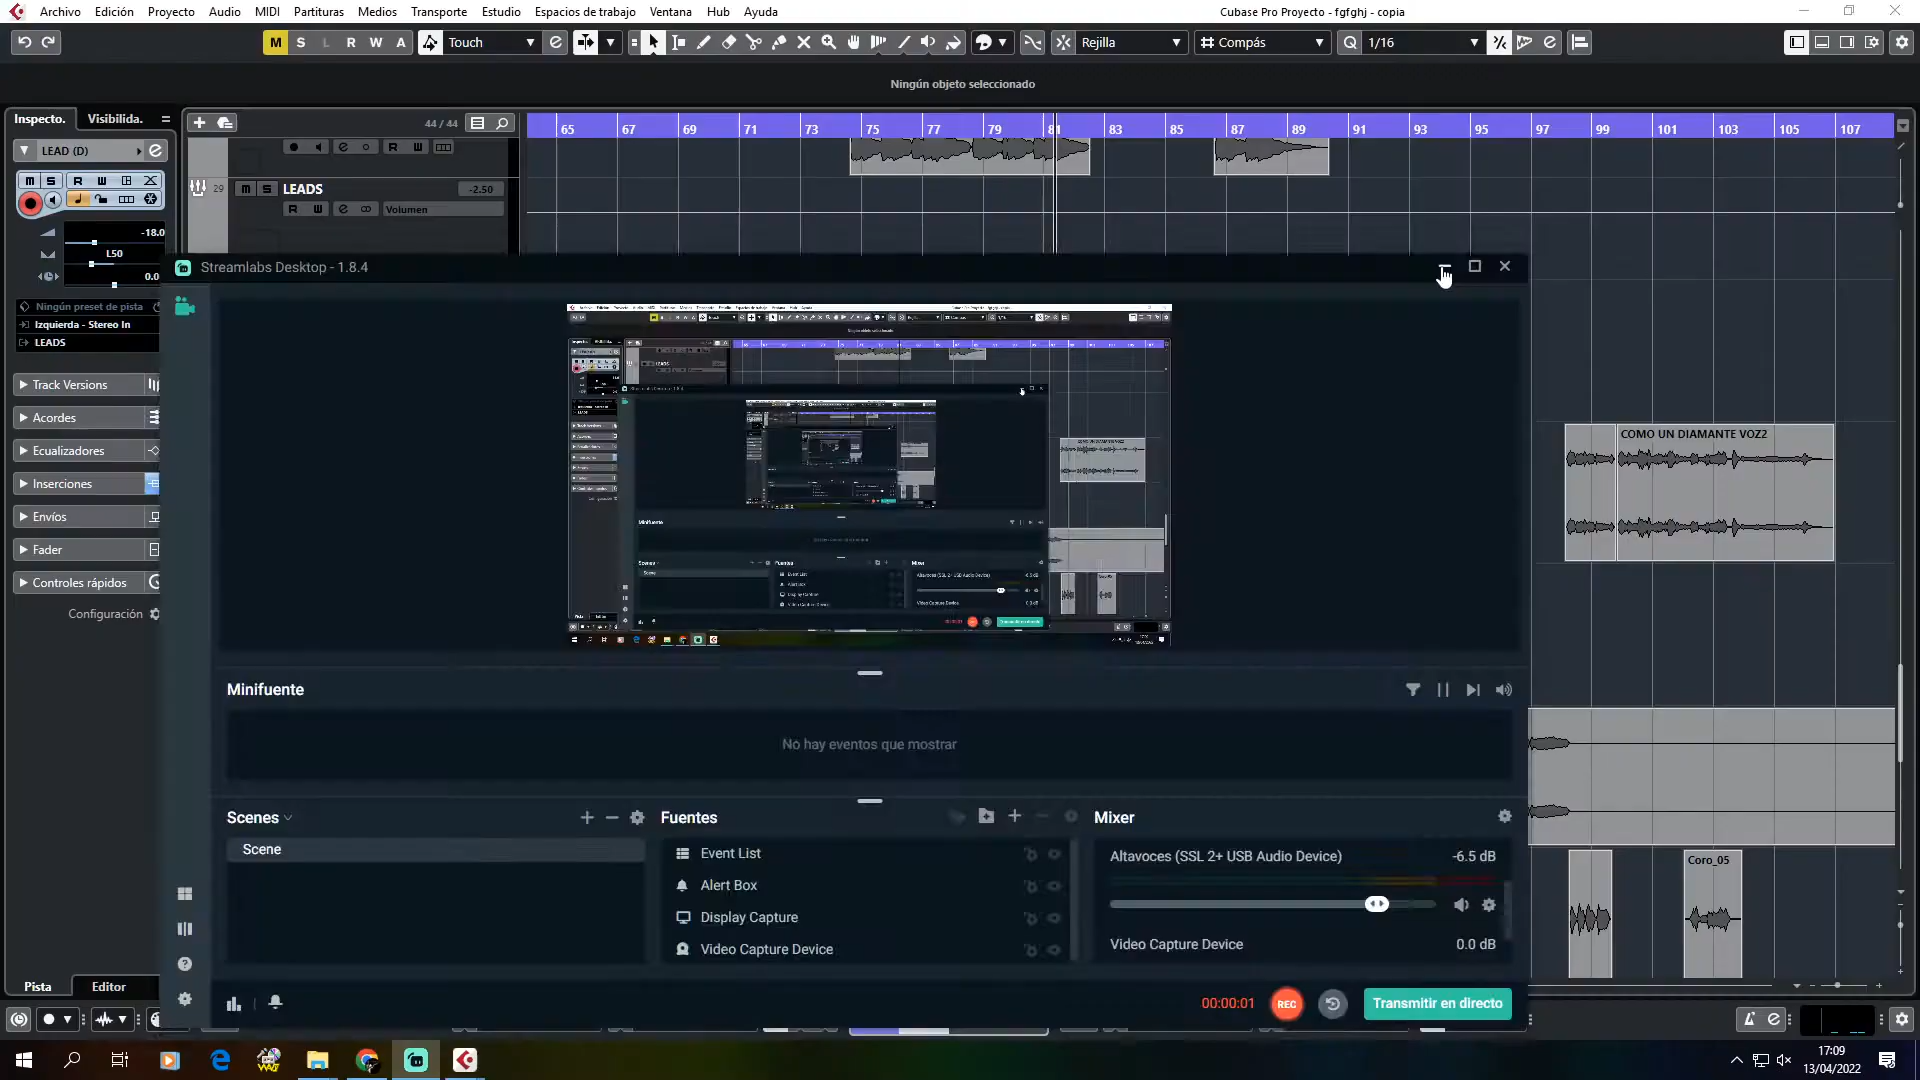 Archivo Edición Proyecto Audio MIDI Partituras Medios Transporte Estudio Espacios de trabajo Ventana Hub Ayuda Cubase Pro Proyecto - fgfghj - copia
M S L R W A Touch Rejilla Compás Q 1/16
Ningún objeto seleccionado
Inspecto. Visibilida. 44 / 44 65 67 69 71 73 75 77 79 81 83 85 87 89 91 93 95 97 99 101 103 105 107
LEAD (D) R W
M S R W 29 M S LEADS -2.50
R W Volumen
-18.0
L50
0.0
Streamlabs Desktop - 1.8.4
Ningún preset de pista
Izquierda - Stereo In
LEADS
Track Versions
Acordes
Ecualizadores
Inserciones
Envíos
Fader
Controles rápidos
Configuración
COMO UN DIAMANTE VOZ2
Minifuente
No hay eventos que mostrar
Scenes Fuentes Mixer
Scene Event List
Alert Box
Display Capture
Video Capture Device
Altavoces (SSL 2+ USB Audio Device) -6.5 dB
Video Capture Device 0.0 dB
Coro_05
Pista Editor
00:00:01 REC Transmitir en directo
17:09
13/04/2022